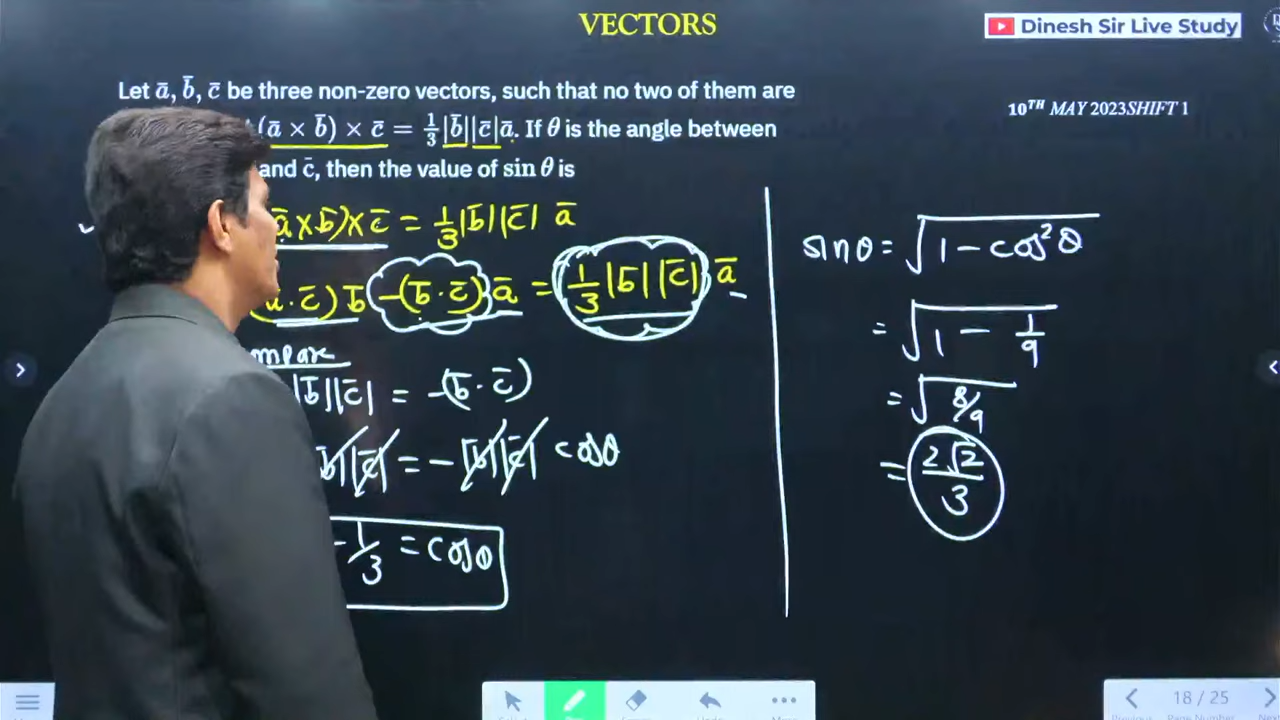 VECTORS
Dinesh Sir Live Study
Let ā, b̄, c̄ be three non-zero vectors, such that no two of them are
(ā × b̄) × c̄ = 1/3 |b̄||c̄|ā. If θ is the angle between
and c̄, then the value of sin θ is
10TH MAY 2023SHIFT 1
ā×b̄)×c̄ = 1/3 |b̄||c̄| ā
(ā·c̄) b̄ -(b̄·c̄) ā = 1/3 |b̄||c̄| ā
mpare
|b̄||c̄| = -(b̄·c̄)
|b̄||c̄| = -|b̄||c̄| cosθ
-1/3 = cosθ
sinθ = √(1 - cos²θ)
= √(1 - 1/9)
= √(8/9)
= 2√2/3
18 / 25